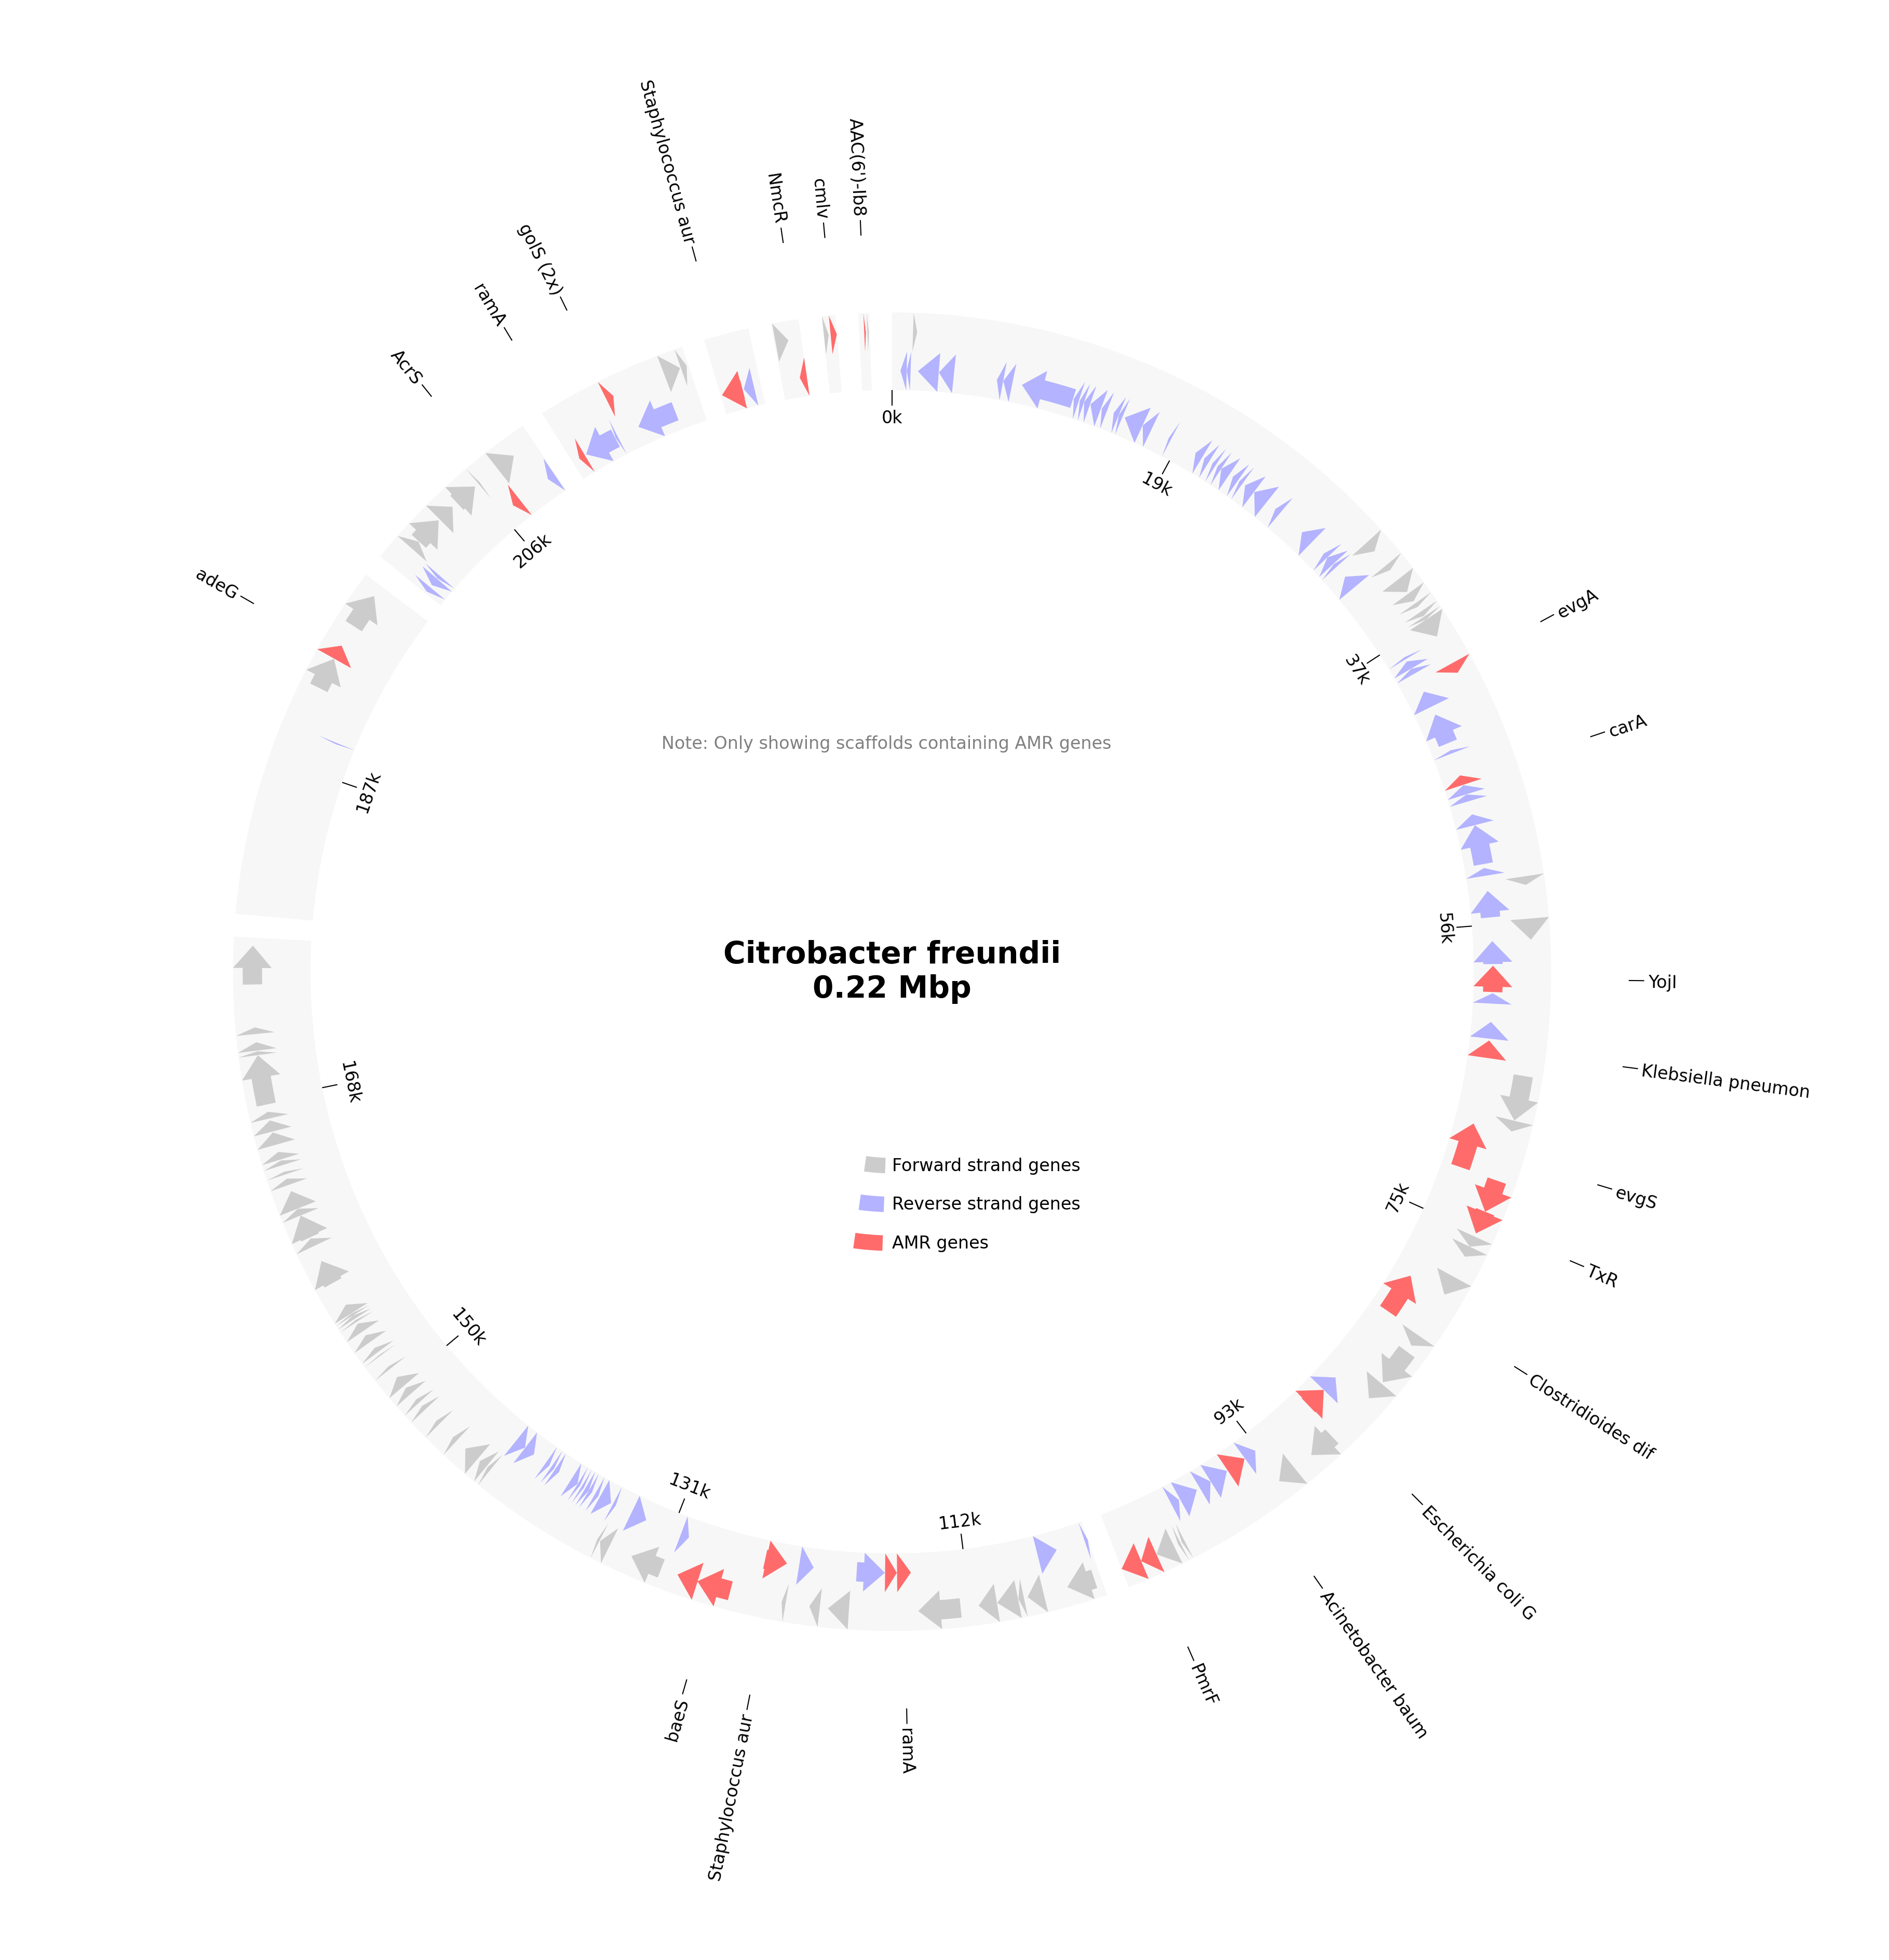 Citrobacter freundii
0.22 Mbp
Note: Only showing scaffolds containing AMR genes
Forward strand genes
Reverse strand genes
AMR genes
0k
19k
37k
56k
75k
93k
112k
131k
150k
168k
187k
206k
evgA
carA
YojI
Klebsiella pneumon
evgS
TxR
Clostridioides dif
Escherichia coli G
Acinetobacter baum
PmrF
ramA
Staphylococcus aur
baeS
adeG
AcrS
ramA
golS (2x)
Staphylococcus aur
NmcR
cmlv
AAC(6')-Ib8